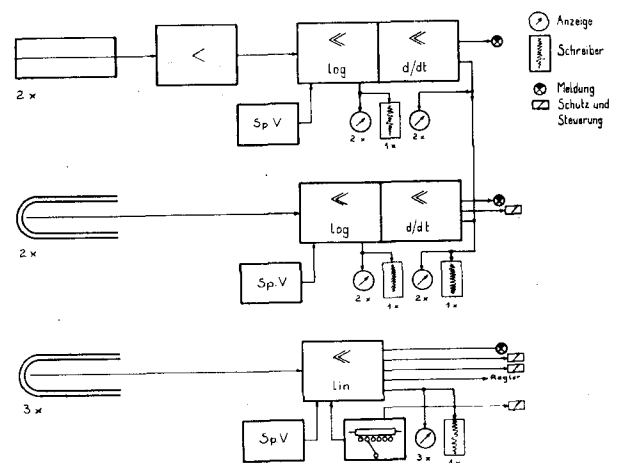 Anzeige
Schreiber
Meldung
Schutz und
Steuerung
2 x
<
≪
log
≪
d/dt
Sp V
2 x
1 x
2 x
2 x
≪
log
≪
d/dt
Sp. V
2 x
1 x
2 x
1 x
3 x
≪
lin
Regler
Sp V
3 x
1 x